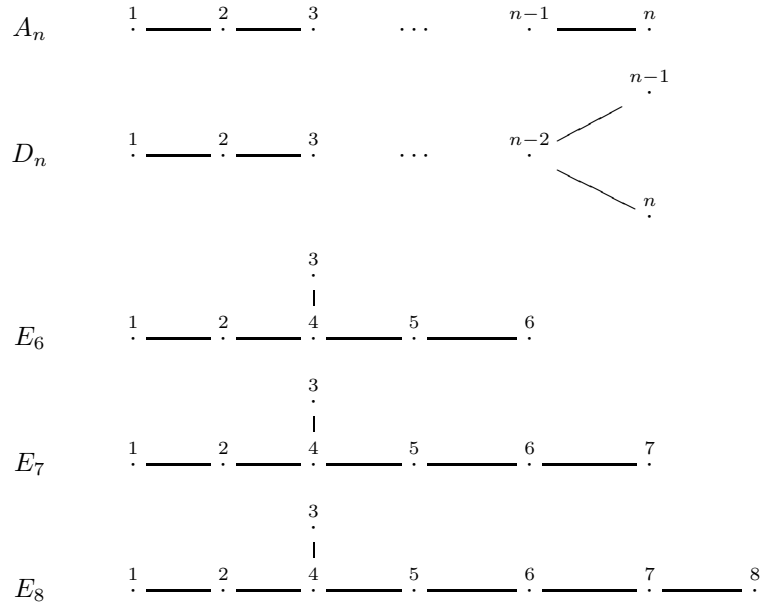 1 2 3 n−1 n
A_n · · · ··· · ·
n−1
1 2 3 n−2
D_n · · · ··· ·
n
3
1 2 4 5 6
E_6
3
1 2 4 5 6 7
E_7
3
1 2 4 5 6 7 8
E_8